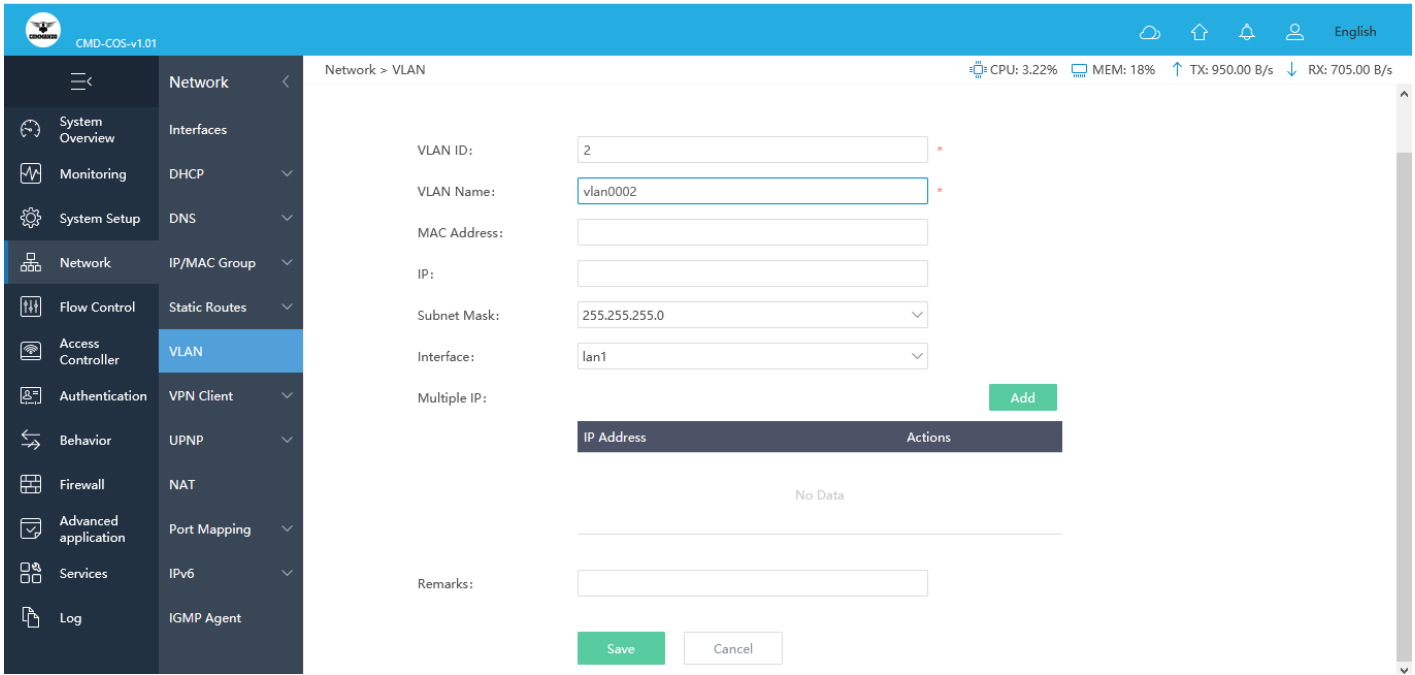 COMMANDO
CMD-COS-v1.01
English
Network > VLAN
CPU: 3.22%
MEM: 18%
TX: 950.00 B/s
RX: 705.00 B/s
System
Overview
Monitoring
System Setup
Network
Flow Control
Access
Controller
Authentication
Behavior
Firewall
Advanced
application
Services
Log
Network
Interfaces
DHCP
DNS
IP/MAC Group
Static Routes
VLAN
VPN Client
UPNP
NAT
Port Mapping
IPv6
IGMP Agent
VLAN ID: 2 *
VLAN Name: vlan0002 *
MAC Address:
IP:
Subnet Mask: 255.255.255.0
Interface: lan1
Multiple IP: Add
IP Address Actions
No Data
Remarks:
Save Cancel